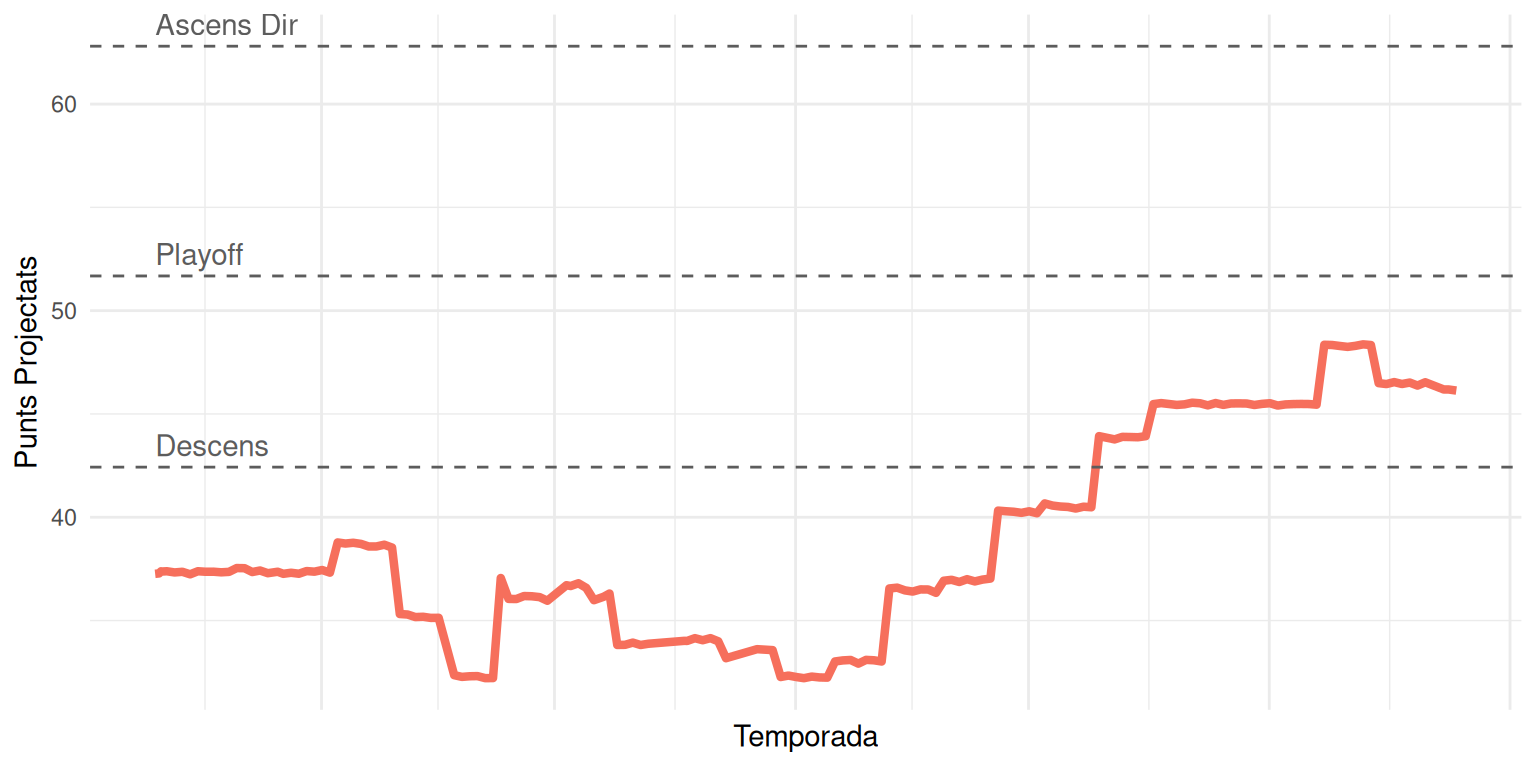 Ascens Dir
60
Playoff
50
Descens
40
Punts Projectats
Temporada